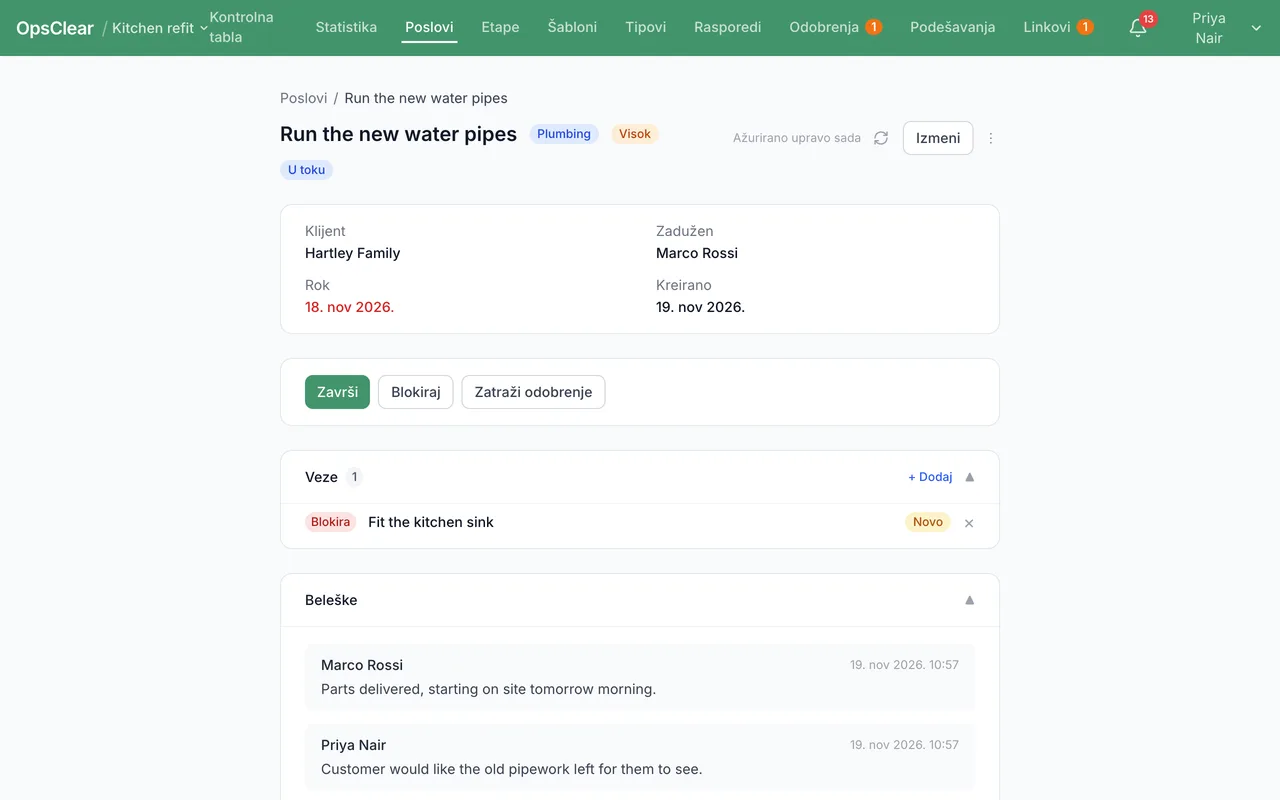 OpsClear / Kitchen refit
Kontrolna tabla
Statistika
Poslovi
Etape
Šabloni
Tipovi
Rasporedi
Odobrenja 1
Podešavanja
Linkovi 1
13
Priya Nair
Poslovi / Run the new water pipes
Run the new water pipes
Plumbing
Visok
U toku
Ažurirano upravo sada
Izmeni
Klijent
Hartley Family
Zadužen
Marco Rossi
Rok
18. nov 2026.
Kreirano
19. nov 2026.
Završi
Blokiraj
Zatraži odobrenje
Veze 1
+ Dodaj
Blokira
Fit the kitchen sink
Novo
Beleške
Marco Rossi
19. nov 2026. 10:57
Parts delivered, starting on site tomorrow morning.
Priya Nair
19. nov 2026. 10:57
Customer would like the old pipework left for them to see.